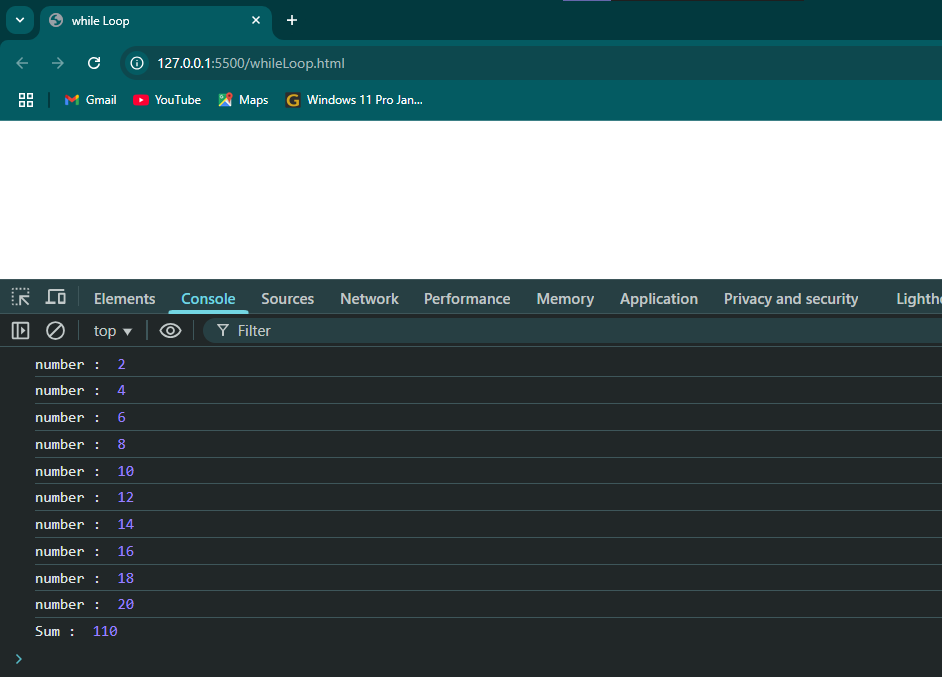 while Loop
127.0.0.1:5500/whileLoop.html
Gmail YouTube Maps Windows 11 Pro Jan...
Elements Console Sources Network Performance Memory Application Privacy and security Lighth
top Filter
number : 2
number : 4
number : 6
number : 8
number : 10
number : 12
number : 14
number : 16
number : 18
number : 20
Sum : 110